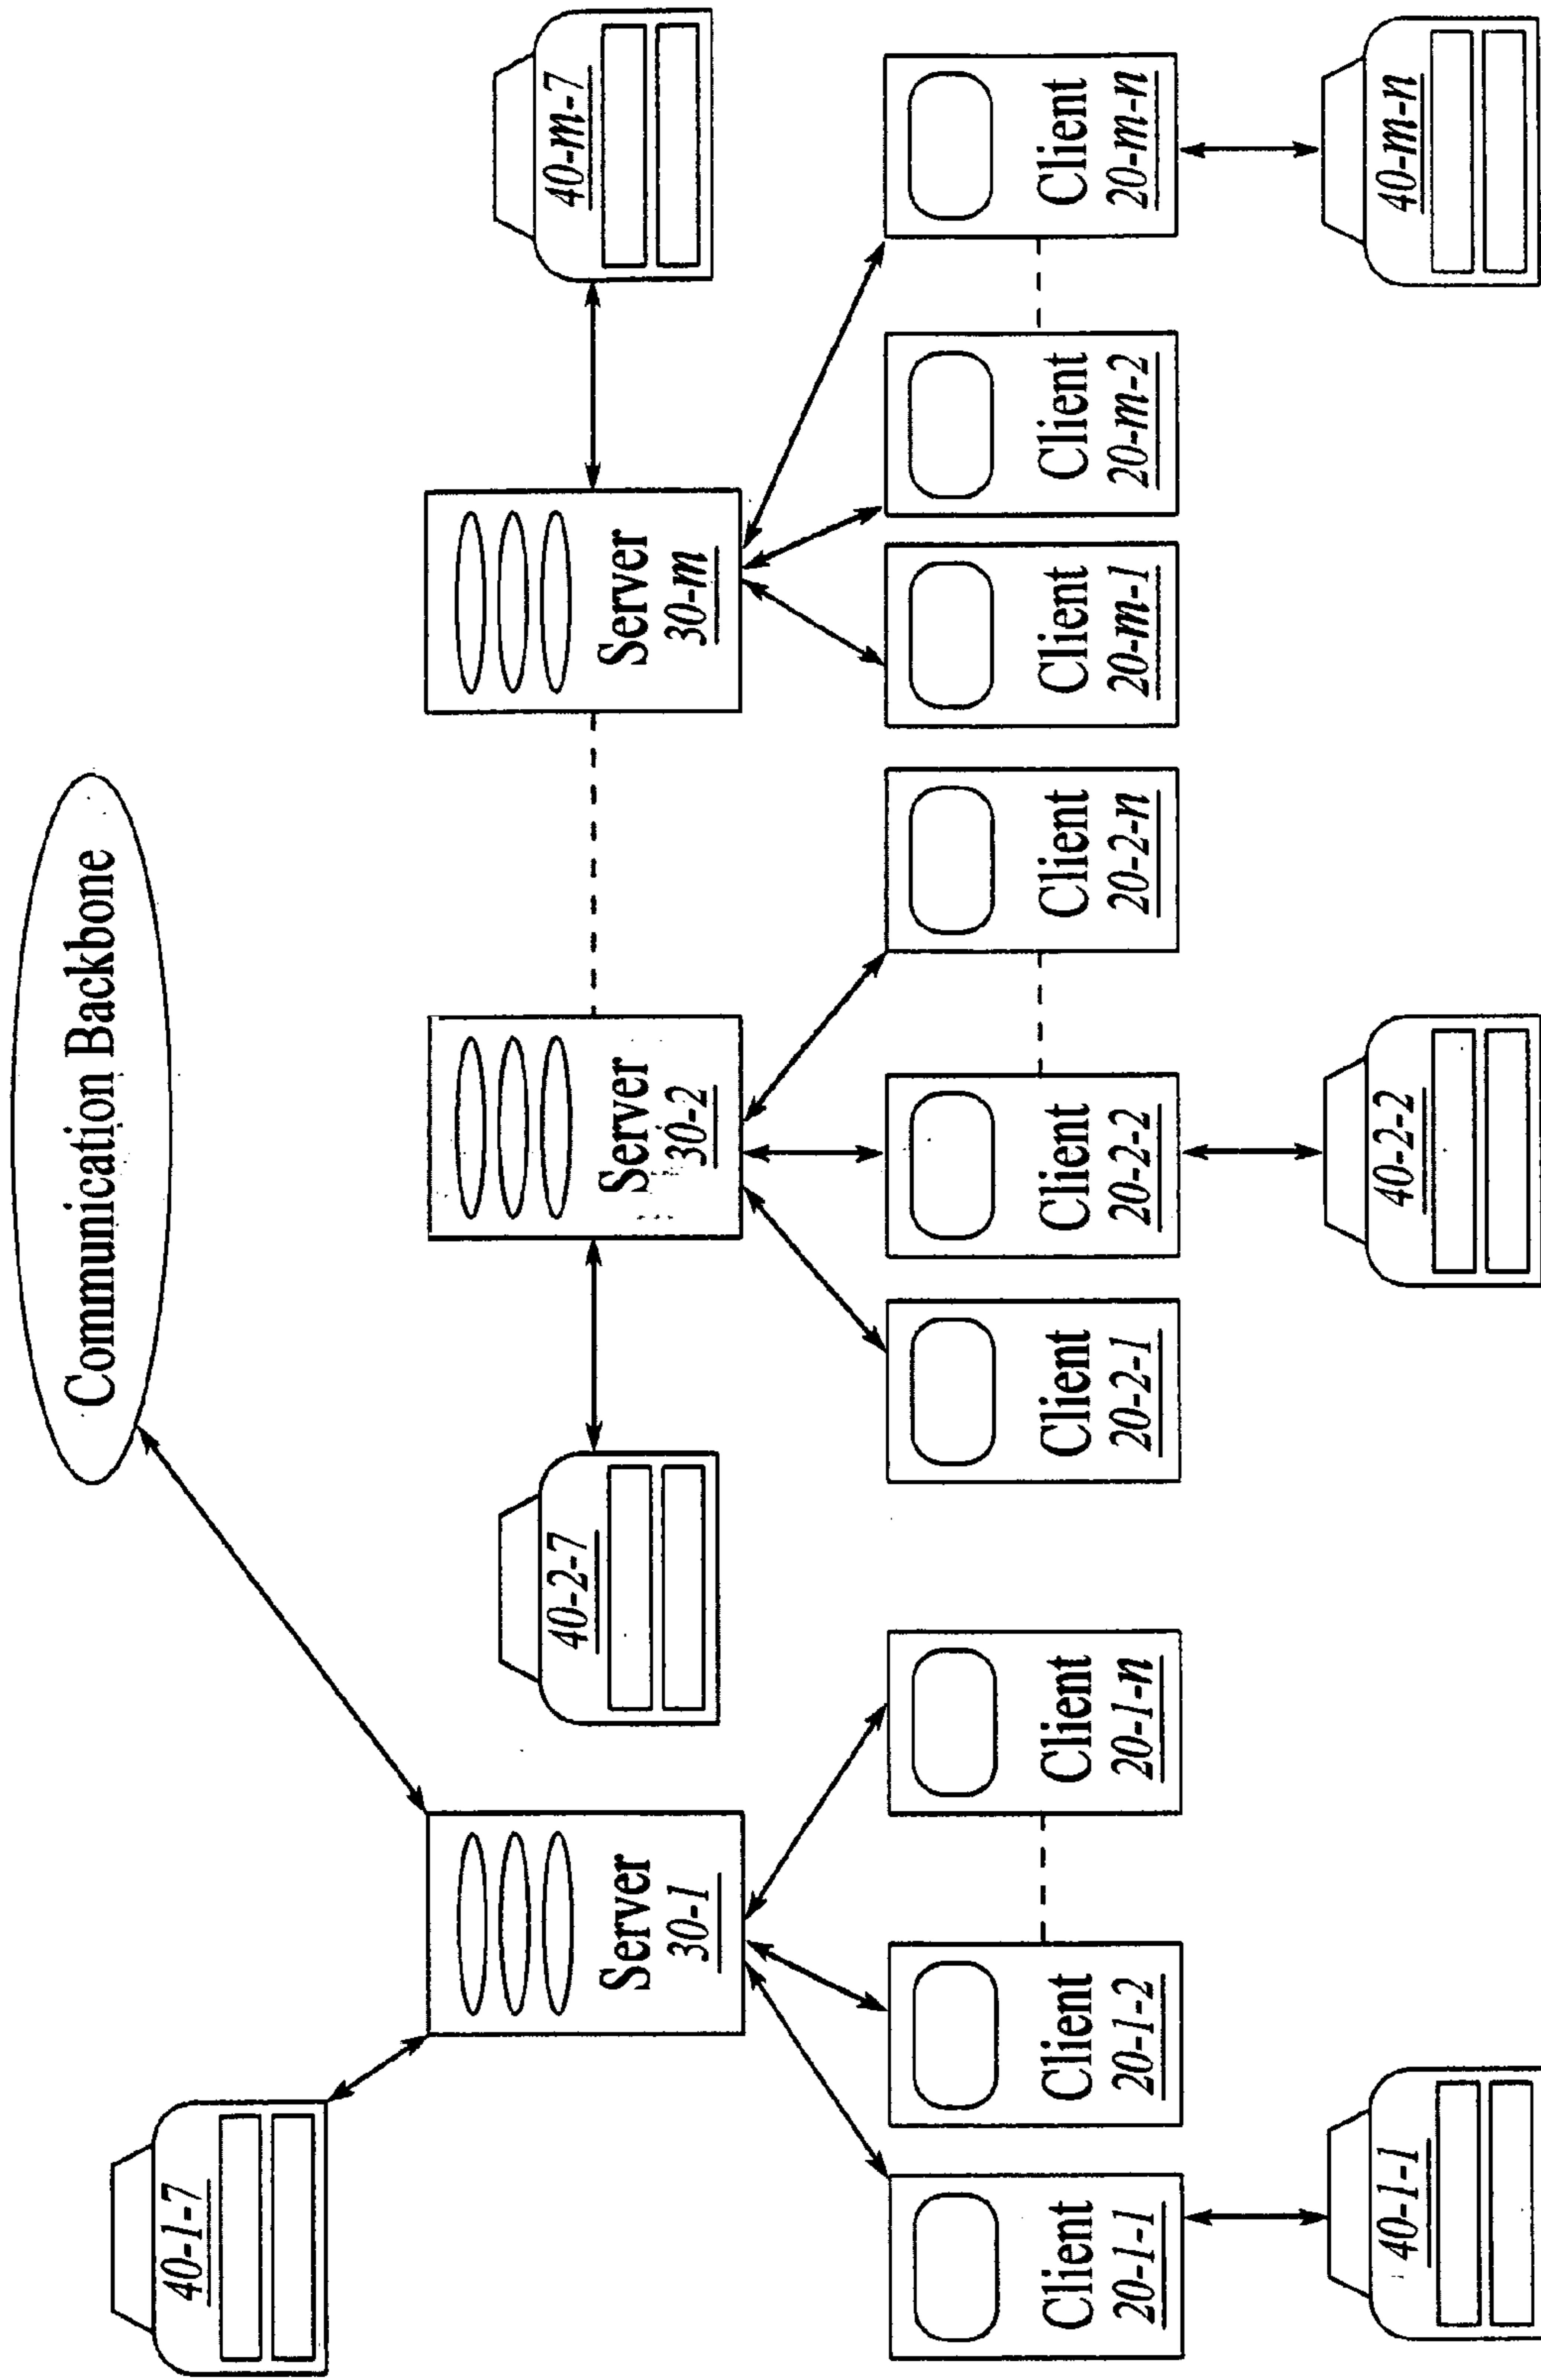 Communication Backbone
40-1-7
Server
30-1
40-2-7
Server
30-2
Server
30-m
40-m-7
Client
20-1-1
Client
20-1-2
Client
20-1-n
Client
20-2-1
Client
20-2-2
Client
20-2-n
Client
20-m-1
Client
20-m-2
Client
20-m-n
40-1-1
40-2-2
40-m-n